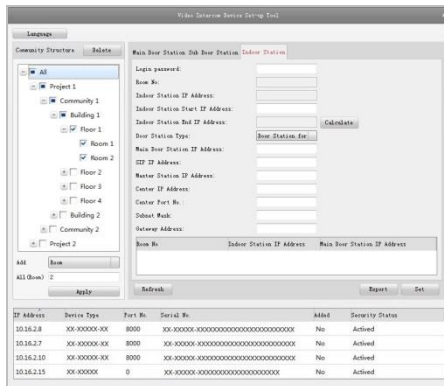 Video Intercom Device Set-up Tool
Language
Community Structure
Delete
All
Project 1
Community 1
Building 1
Floor 1
Room 1
Room 2
Floor 2
Floor 3
Floor 4
Building 2
Community 2
Project 2
Add: Room
All(Room) 2
Apply
Main Door Station Sub Door Station Indoor Station
Login password:
Room No:
Indoor Station IP Address:
Indoor Station Start IP Address:
Indoor Station End IP Address:
Calculate
Door Station Type: Door Station for
Main Door Station IP Address:
SIP IP Address:
Master Station IP Address:
Center IP Address:
Center Port No.:
Subnet Mask:
Gateway Address:
Room No Indoor Station IP Address Main Door Station IP Address
Refresh
Export
Set
IP Address Device Type Port No. Serial No. Added Security Status
10.16.2.8 XX-XXXXX-XX 8000 XX-XXXXX-XXXXXXXXXXXXXXXXXXXXXXXX No Actived
10.16.2.7 XX-XXXXX-XX 8000 XX-XXXXX-XXXXXXXXXXXXXXXXXXXXXXXX No Actived
10.16.2.10 XX-XXXXX-XX 8000 XX-XXXXX-XXXXXXXXXXXXXXXXXXXXXXXX No Actived
10.16.2.15 XX-XXXXX 0 XX-XXXXX-XXXXXXXXXXXXXXXXXXXX No Actived